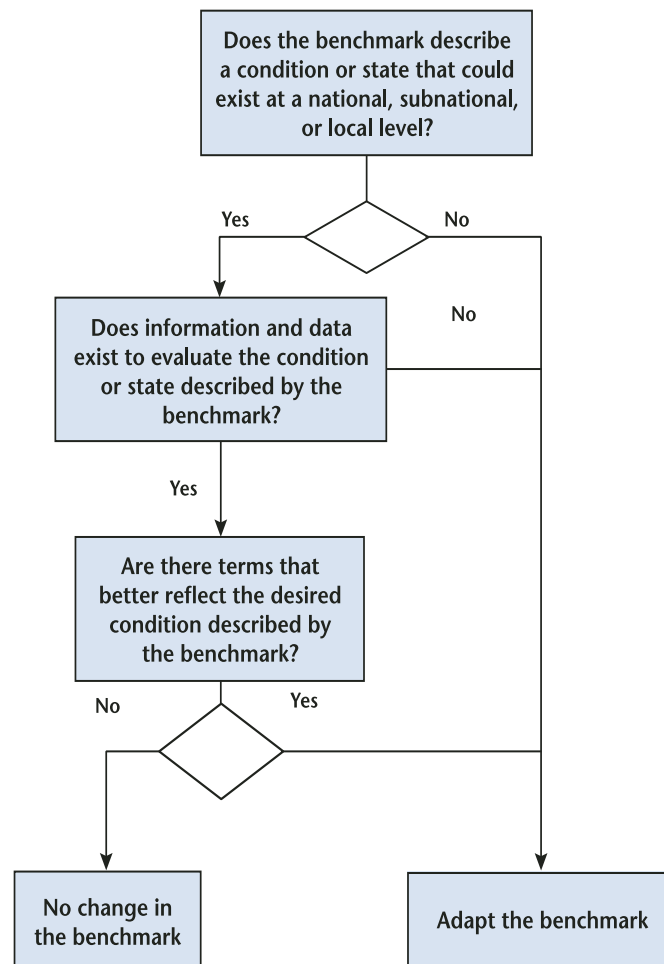 Does the benchmark describe
a condition or state that could
exist at a national, subnational,
or local level?
Yes
No
Does information and data
exist to evaluate the condition
or state described by the
benchmark?
No
Yes
Are there terms that
better reflect the desired
condition described by
the benchmark?
No
Yes
No change in
the benchmark
Adapt the benchmark